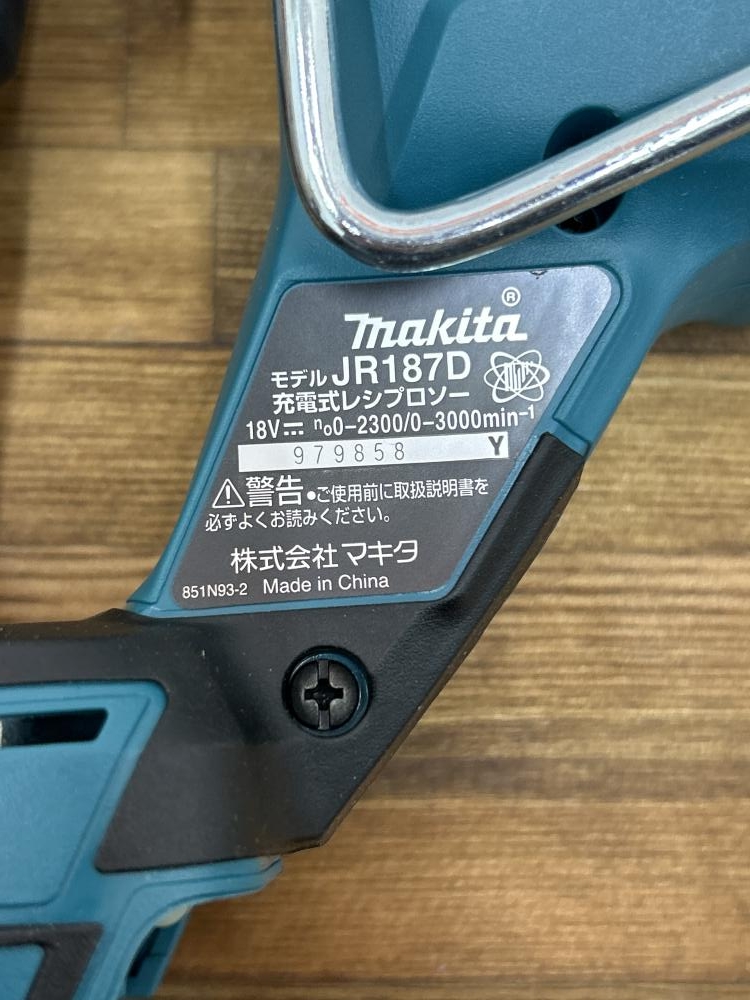 makita®
モデル JR187D
充電式レシプロソー
18V⎓ n₀0-2300/0-3000min⁻¹
979858 Y
⚠警告・ご使用前に取扱説明書を
必ずよくお読みください。
株式会社 マキタ
851N93-2 Made in China